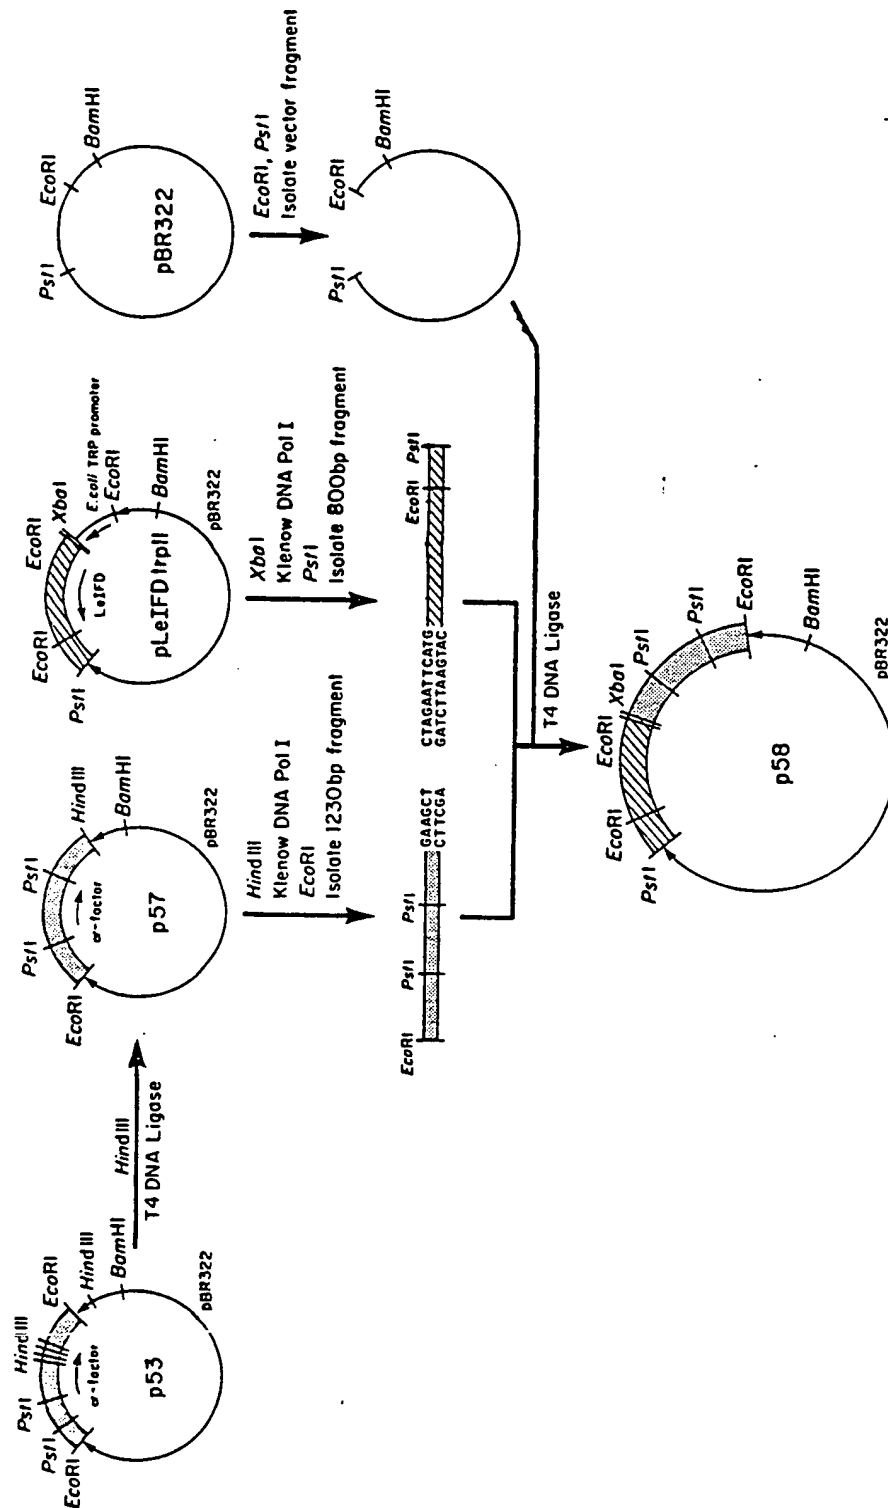 EcoRI
PstI
PstI
HindIII
EcoRI
HindIII
BamHI
α-factor
p53
pBR322
HindIII
T4 DNA Ligase
EcoRI
PstI
PstI
HindIII
BamHI
α-factor
p57
pBR322
HindIII
Klenow DNA Pol I
EcoRI
Isolate 1230bp fragment
PstI
EcoRI
EcoRI
XbaI
E.coli TRP promoter
EcoRI
BamHI
LeIFD
pLeIFDtrp11
pBR322
XbaI
Klenow DNA Pol I
PstI
Isolate 800bp fragment
PstI
EcoRI
BamHI
pBR322
EcoRI, PstI
Isolate vector fragment
PstI
EcoRI
BamHI
EcoRI
PstI
PstI
GAAGCT
CTTCGA
CTAGAATTCATG
GATCTTAAGTAC
EcoRI
PstI
T4 DNA Ligase
PstI
EcoRI
EcoRI
XbaI
PstI
PstI
EcoRI
BamHI
p58
pBR322